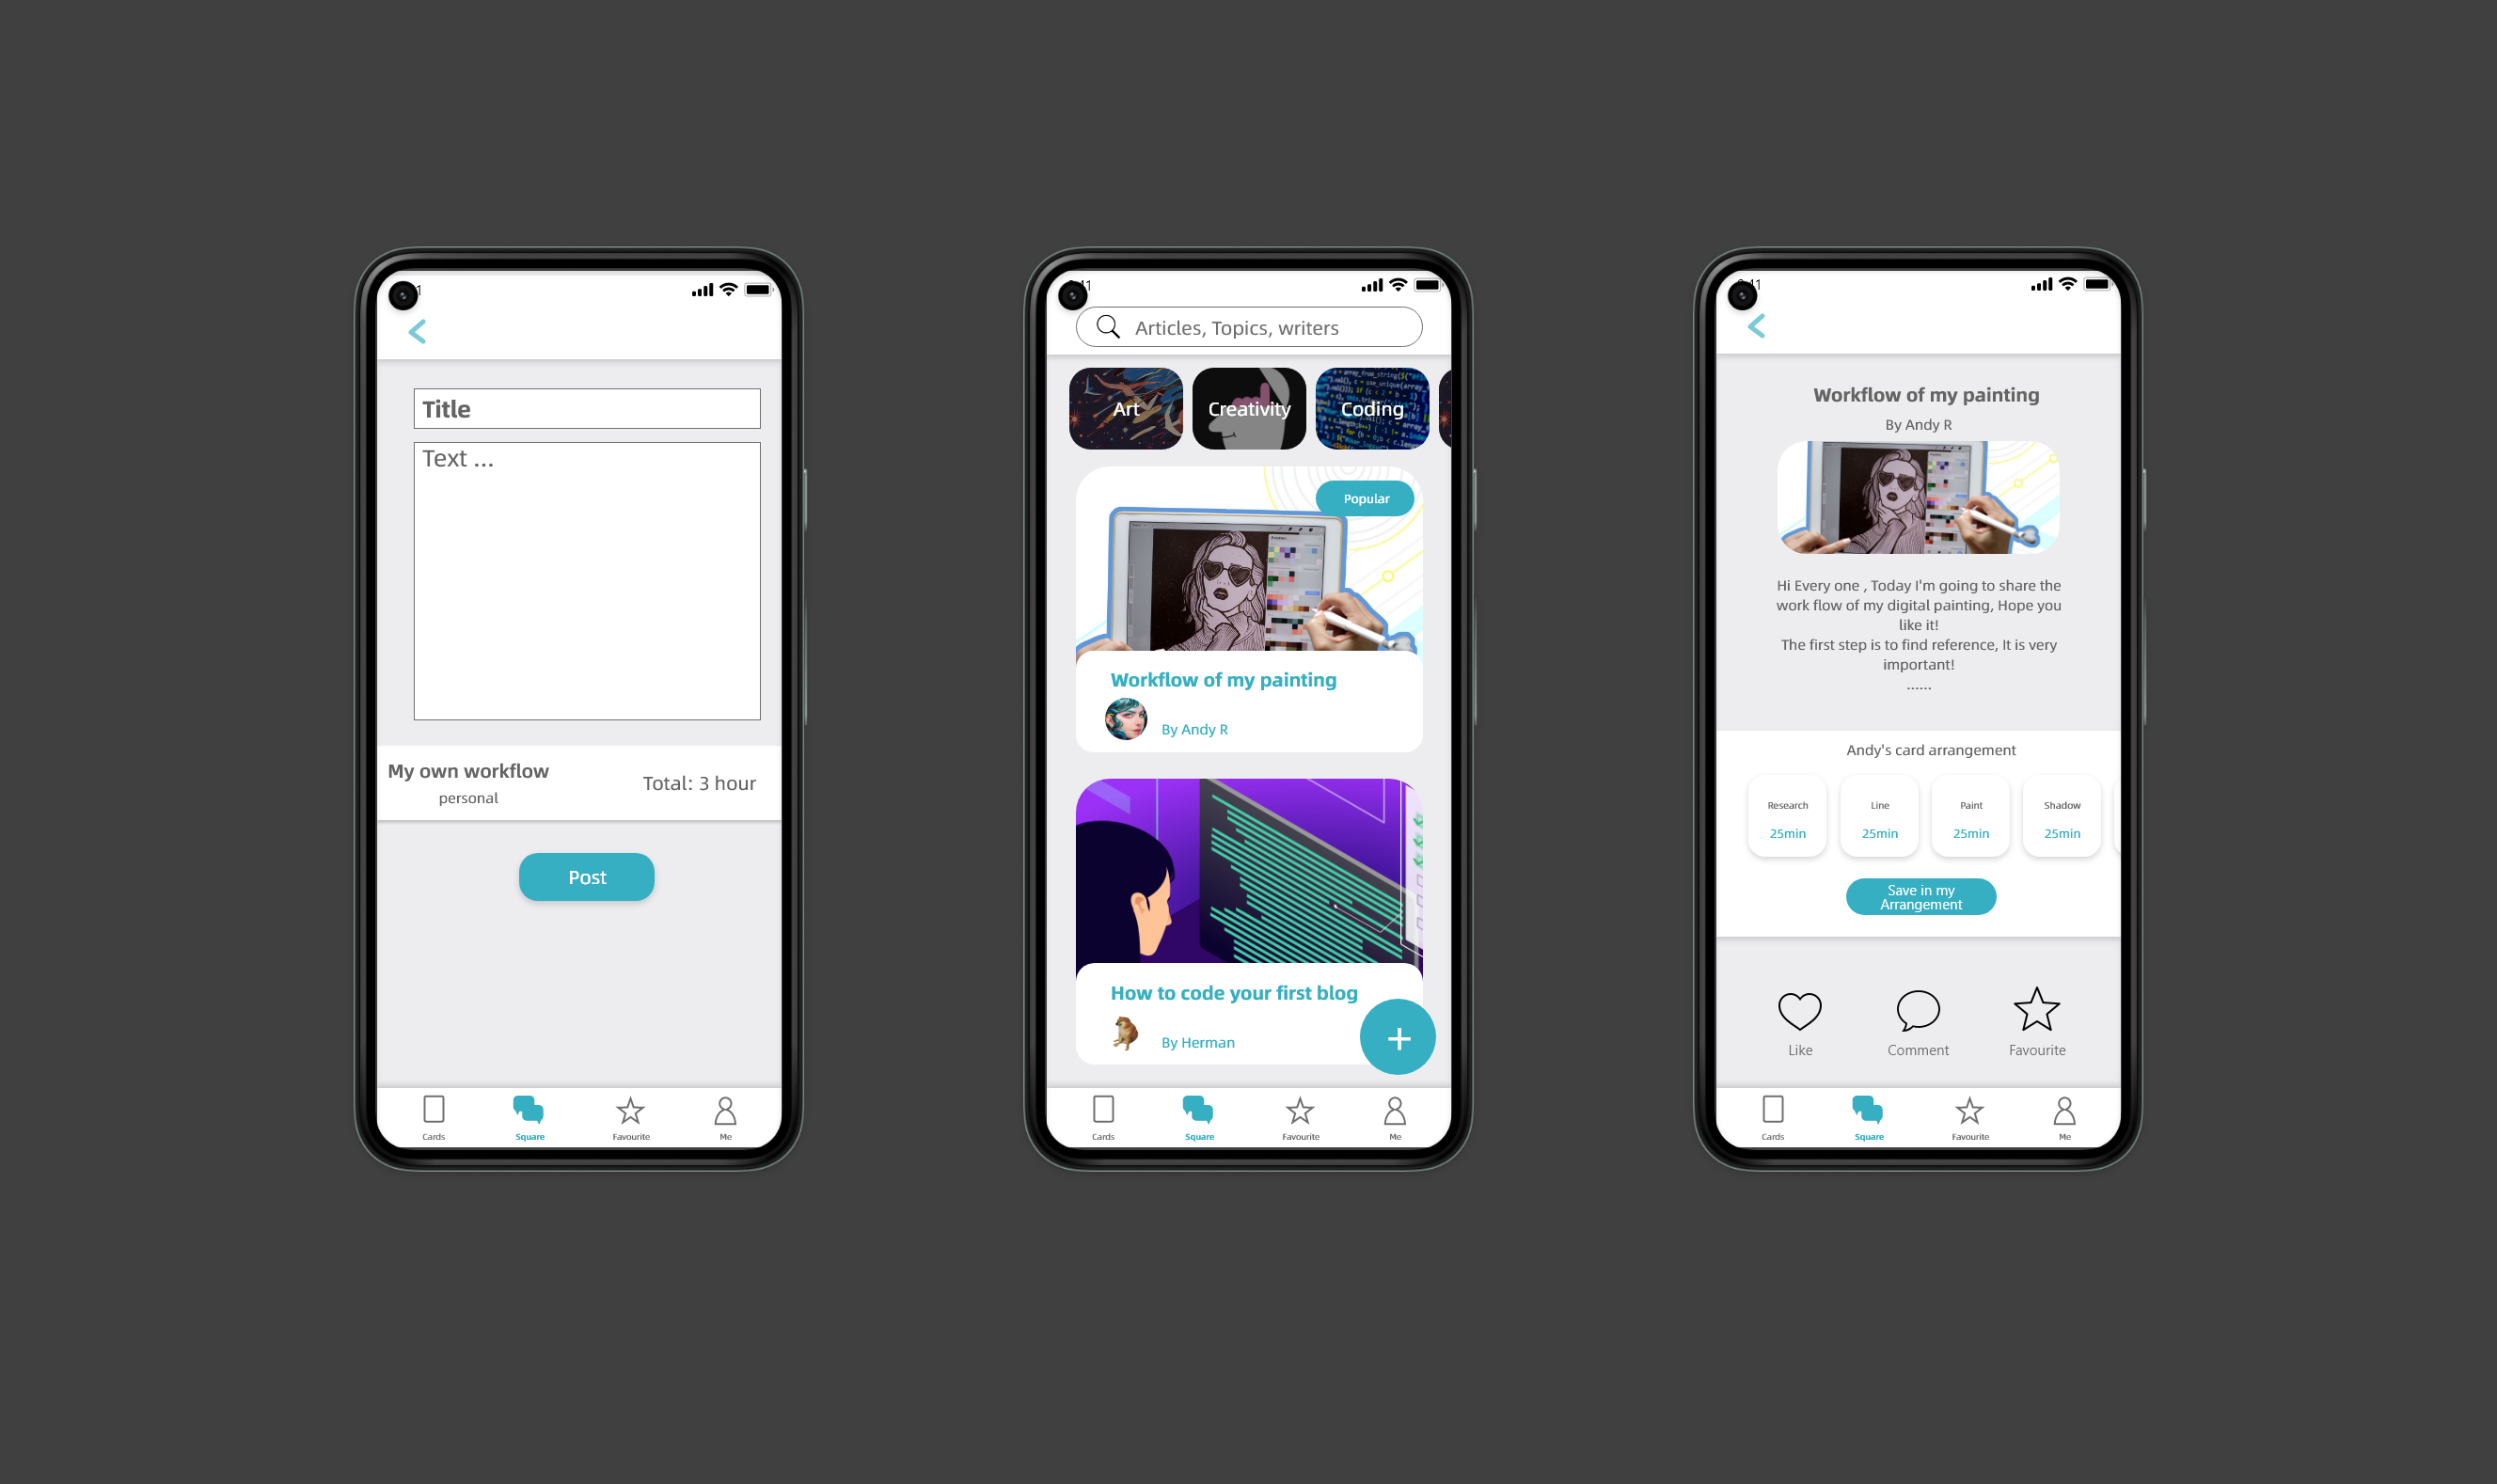 Title
Text ...
My own workflow
personal
Total: 3 hour
Post
Cards
Square
Favourite
Me
Articles, Topics, writers
Art
Creativity
Coding
Popular
Workflow of my painting
By Andy R
How to code your first blog
By Herman
+
Cards
Square
Favourite
Me
Workflow of my painting
By Andy R
Hi Every one , Today I'm going to share the
work flow of my digital painting, Hope you
like it!
The first step is to find reference, It is very
important!
......
Andy's card arrangement
Research
25min
Line
25min
Paint
25min
Shadow
25min
Save in my
Arrangement
Like
Comment
Favourite
Cards
Square
Favourite
Me